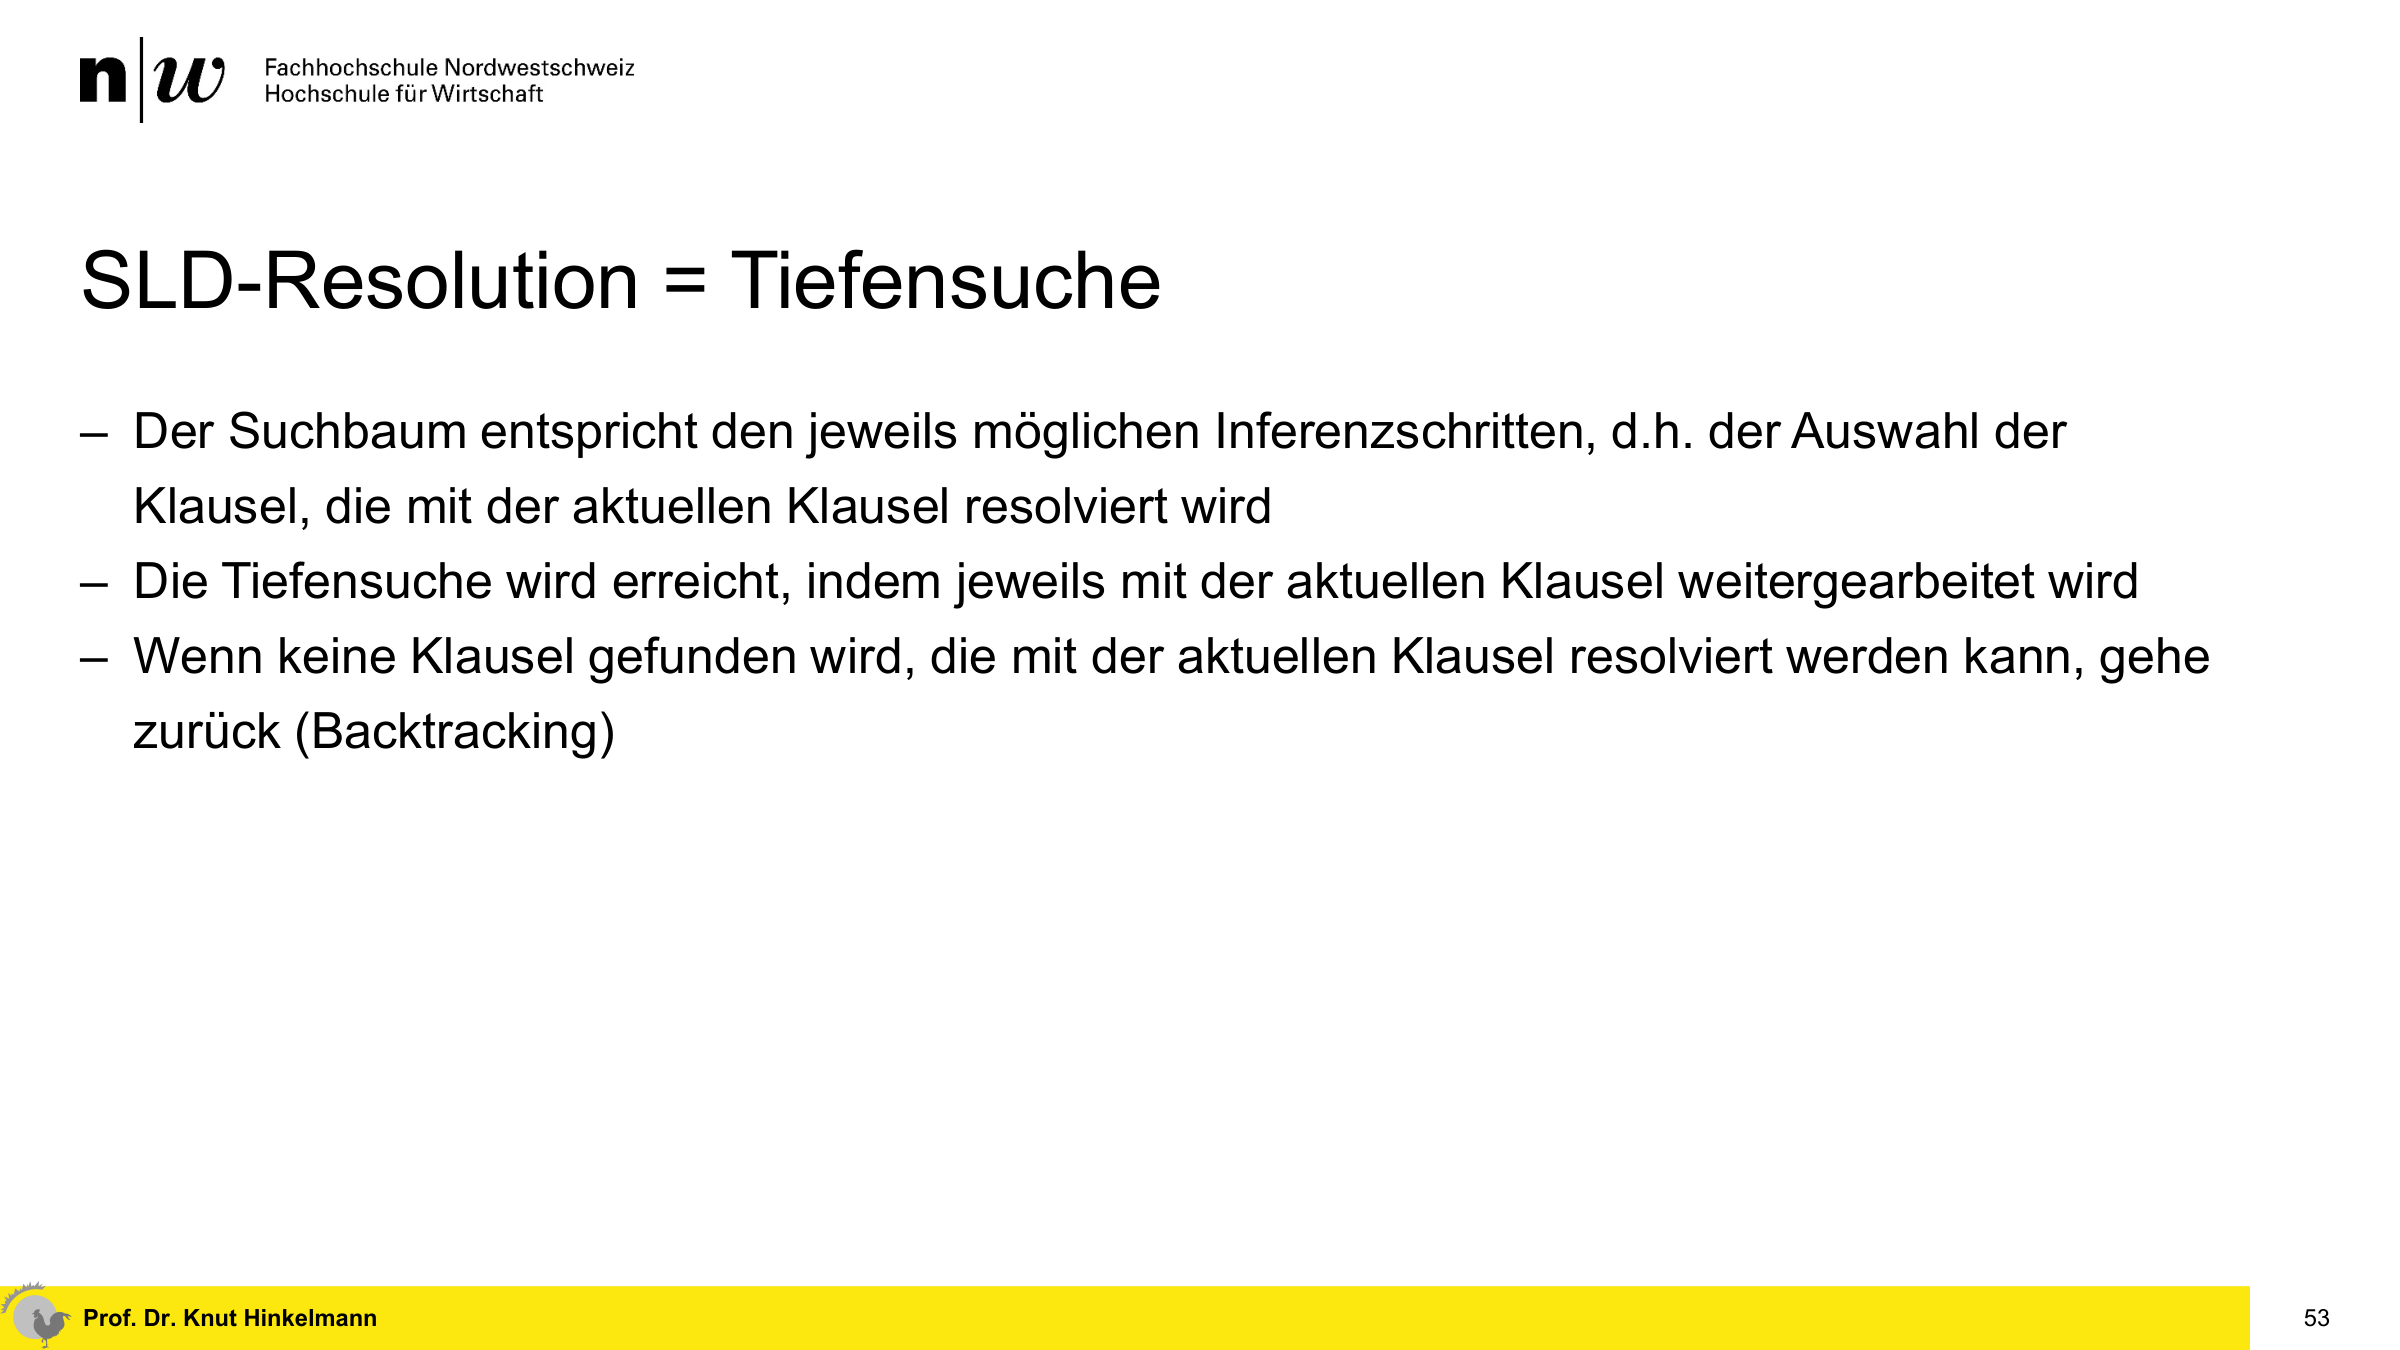 n|w Fachhochschule Nordwestschweiz
Hochschule für Wirtschaft
SLD-Resolution = Tiefensuche
– Der Suchbaum entspricht den jeweils möglichen Inferenzschritten, d.h. der Auswahl der
Klausel, die mit der aktuellen Klausel resolviert wird
– Die Tiefensuche wird erreicht, indem jeweils mit der aktuellen Klausel weitergearbeitet wird
– Wenn keine Klausel gefunden wird, die mit der aktuellen Klausel resolviert werden kann, gehe
zurück (Backtracking)
Prof. Dr. Knut Hinkelmann
53